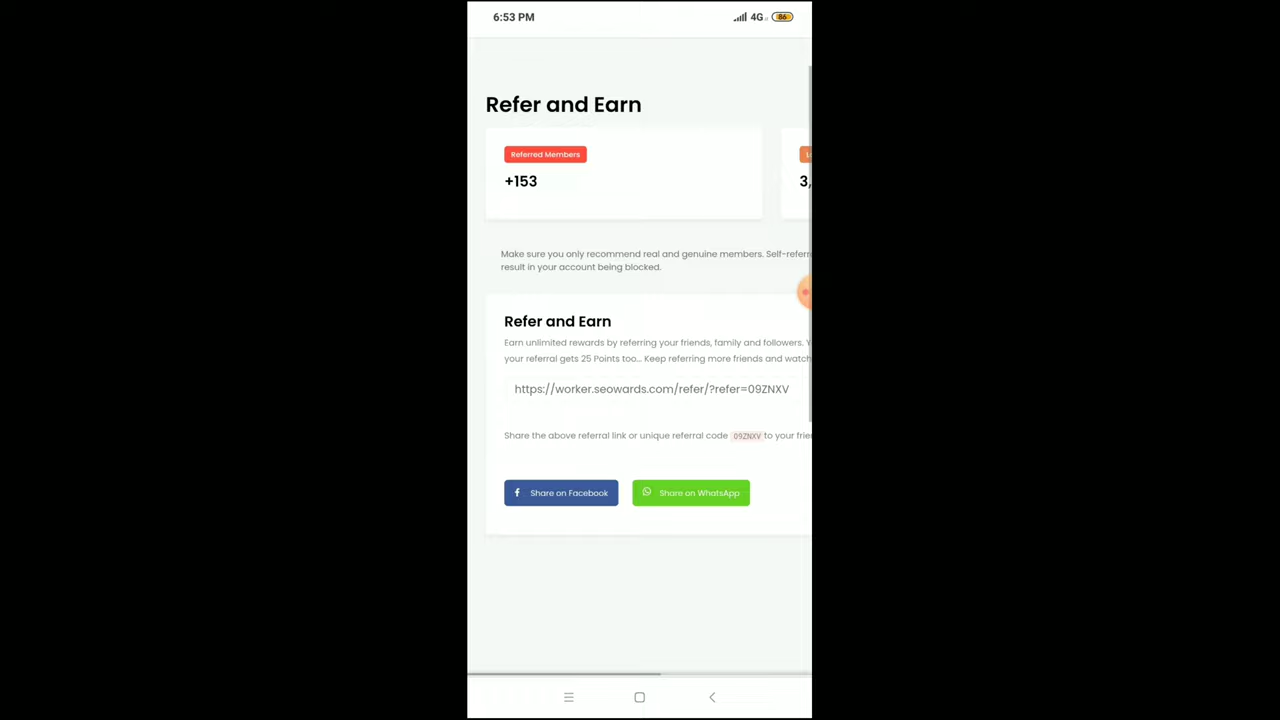 6:53 PM
4G
86
Refer and Earn
Referred Members
+153
3,
Make sure you only recommend real and genuine members. Self-referr
result in your account being blocked.
Refer and Earn
Earn unlimited rewards by referring your friends, family and followers. Y
your referral gets 25 Points too... Keep referring more friends and watch
https://worker.seowards.com/refer/?refer=09ZNXV
Share the above referral link or unique referral code 09ZNXV to your frie
Share on Facebook
Share on WhatsApp